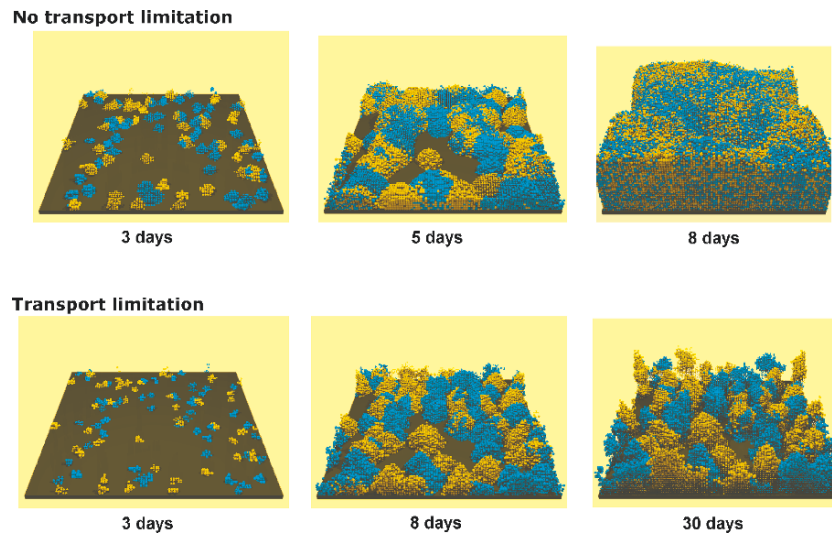 No transport limitation
3 days
5 days
8 days
Transport limitation
3 days
8 days
30 days